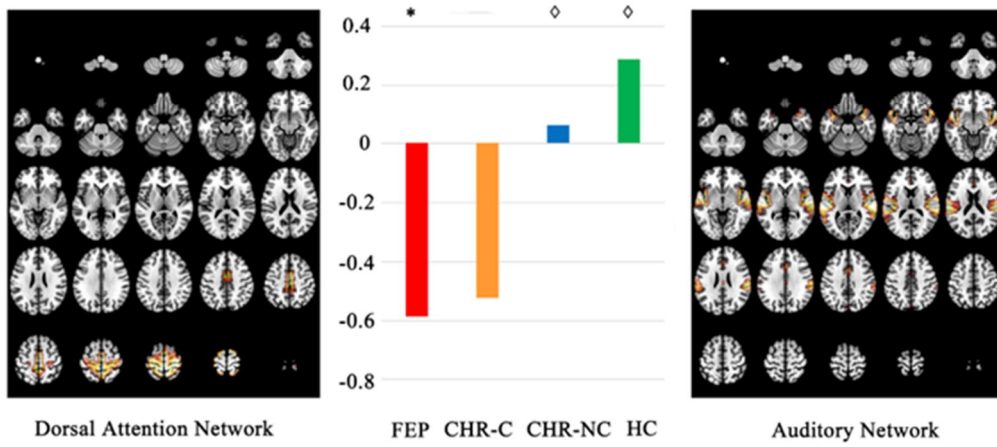 0.4
0.2
0
-0.2
-0.4
-0.6
-0.8
* ◊ ◊
Dorsal Attention Network
FEP CHR-C CHR-NC HC
Auditory Network